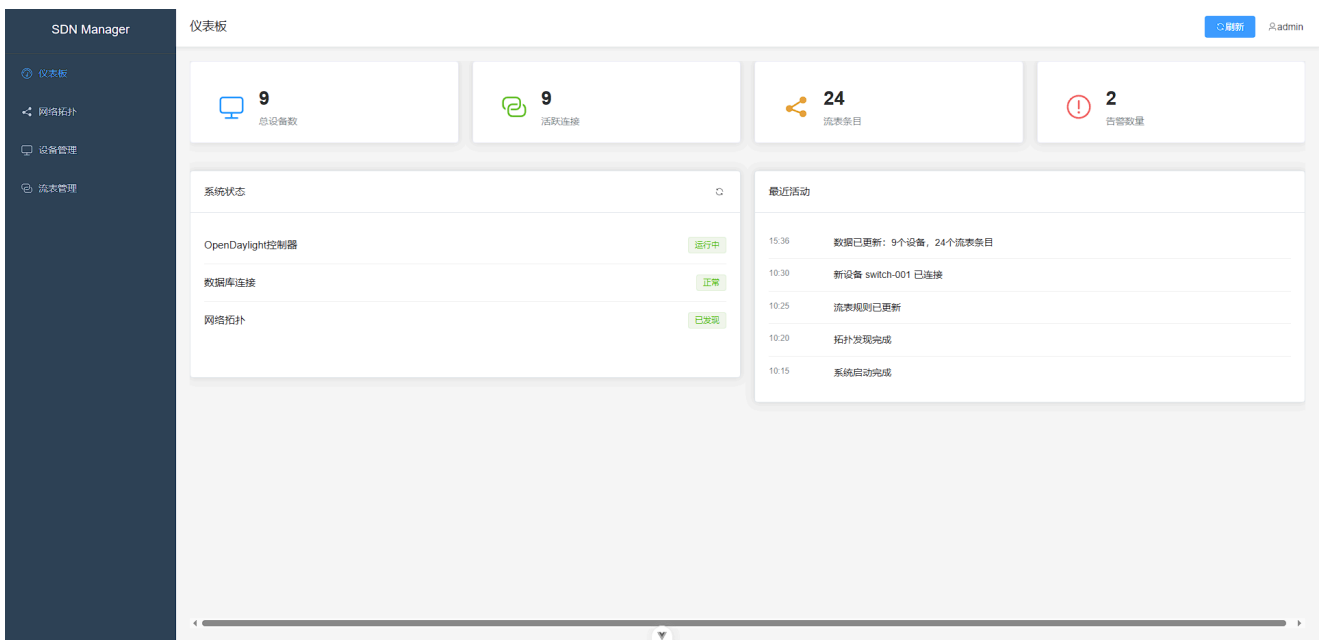 SDN Manager
仪表板
网络拓扑
设备管理
流表管理
仪表板
刷新
admin
9
总设备数
9
活跃连接
24
流表条目
2
告警数量
系统状态
OpenDaylight控制器
运行中
数据库连接
正常
网络拓扑
已发现
最近活动
15:36
数据已更新：9个设备，24个流表条目
10:30
新设备 switch-001 已连接
10:25
流表规则已更新
10:20
拓扑发现完成
10:15
系统启动完成